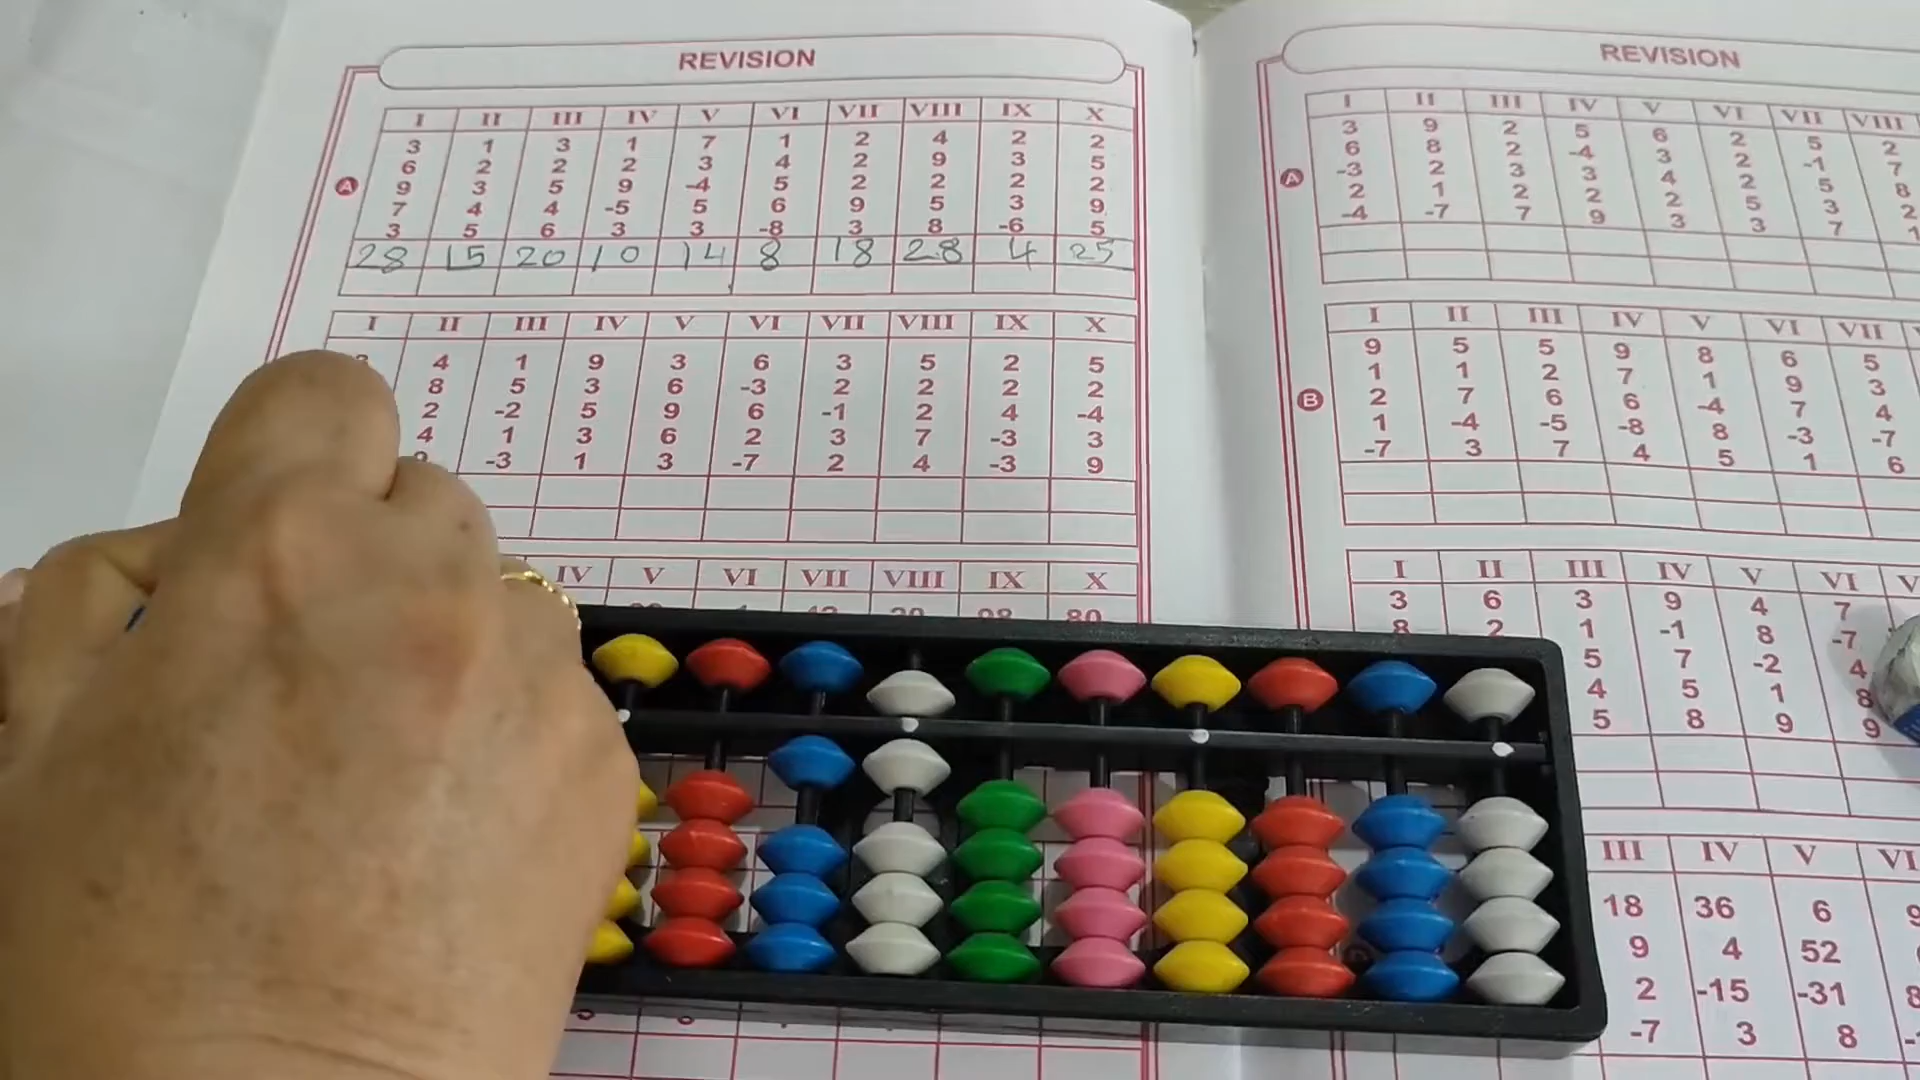 REVISION
I II III IV V VI VII VIII IX X
3 1 3 1 7 1 2 4 2 2
6 2 2 2 3 4 2 9 3 5
A 9 3 5 9 -4 5 2 2 2 2
7 4 4 -5 5 6 9 5 3 9
3 5 6 3 3 -8 3 8 -6 5
28 15 20 10 14 8 18 28 4 25
I II III IV V VI VII VIII IX X
4 1 9 3 6 3 5 2 5
8 5 3 6 -3 2 2 2 2
2 -2 5 9 6 -1 2 4 -4
4 1 3 6 2 3 7 -3 3
-3 1 3 -7 2 4 -3 9
IV V VI VII VIII IX X
REVISION
I II III IV V VI VII VIII
3 9 2 5 6 2 5 2
6 8 2 -4 3 2 -1 7
A -3 2 3 3 4 2 5 8
2 1 2 2 2 5 3 2
-4 -7 7 9 3 3 7 1
I II III IV V VI VII
9 5 5 9 8 6 5
1 1 2 7 1 9 3
B 2 7 6 6 -4 7 4
1 -4 -5 -8 8 -3 -7
-7 3 7 4 5 1 6
I II III IV V VI
3 6 3 9 4 7
8 2 1 -1 8 -7
5 7 -2 4
4 5 1 8
5 8 9 9
III IV V VI
18 36 6
9 4 52
2 -15 -31
-7 3 8